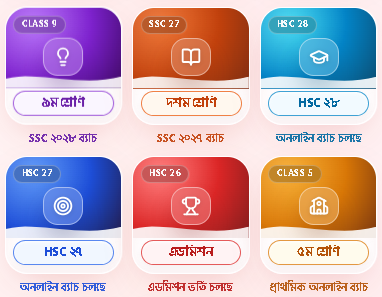 CLASS 9
SSC 27
HSC 28
৯ম শ্রেণি
দশম শ্রেণি
HSC ২৮
SSC ২০২৮ ব্যাচ
SSC ২০২৭ ব্যাচ
অনলাইন ব্যাচ চলছে
HSC 27
HSC 26
CLASS 5
HSC ২৭
এডমিশন
৫ম শ্রেণি
অনলাইন ব্যাচ চলছে
এডমিশন ভর্তি চলছে
প্রাথমিক অনলাইন ব্যাচ